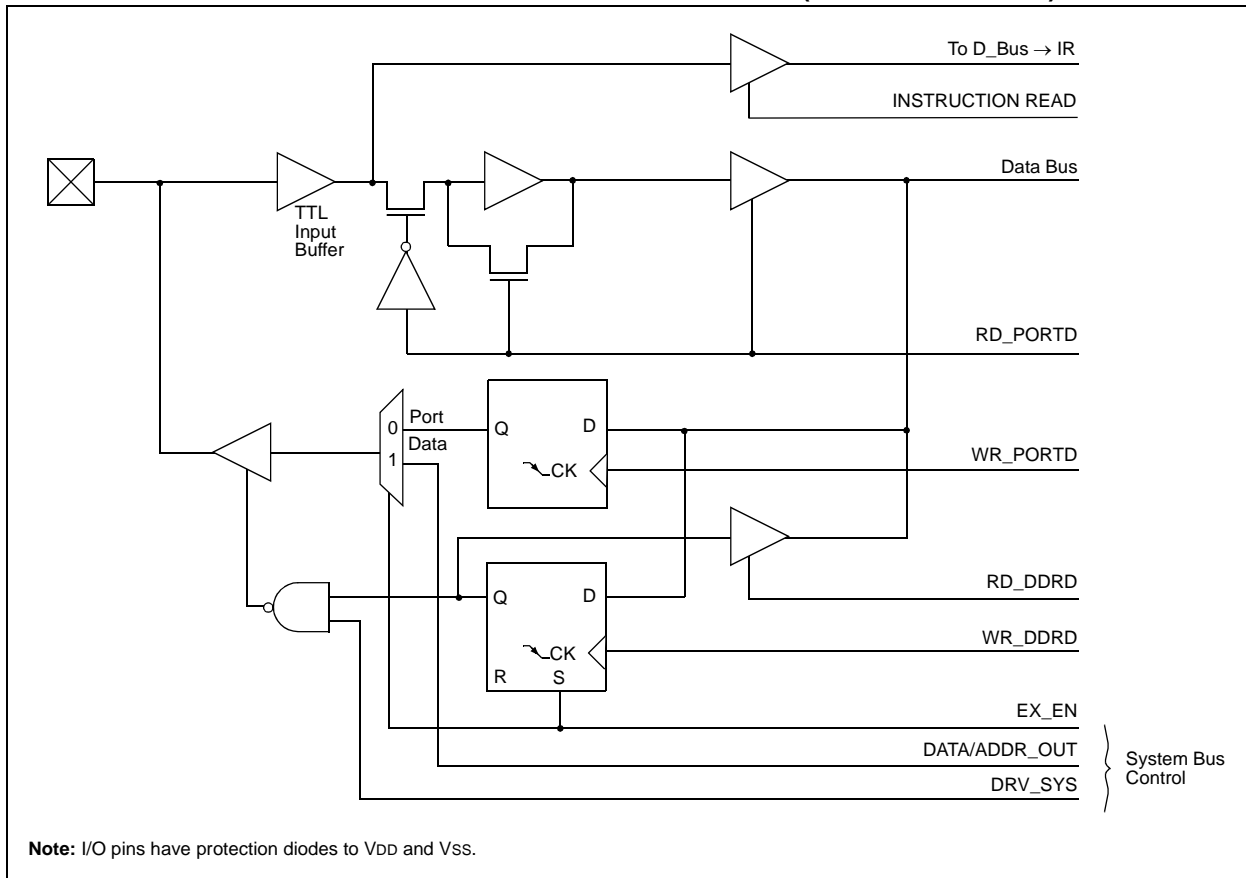 To D_Bus → IR
INSTRUCTION READ
Data Bus
TTL
Input
Buffer
RD_PORTD
0
Port
Data
1
Q
D
CK
WR_PORTD
RD_DDRD
Q
D
WR_DDRD
CK
R
S
EX_EN
DATA/ADDR_OUT
System Bus
Control
DRV_SYS
Note: I/O pins have protection diodes to VDD and VSS.